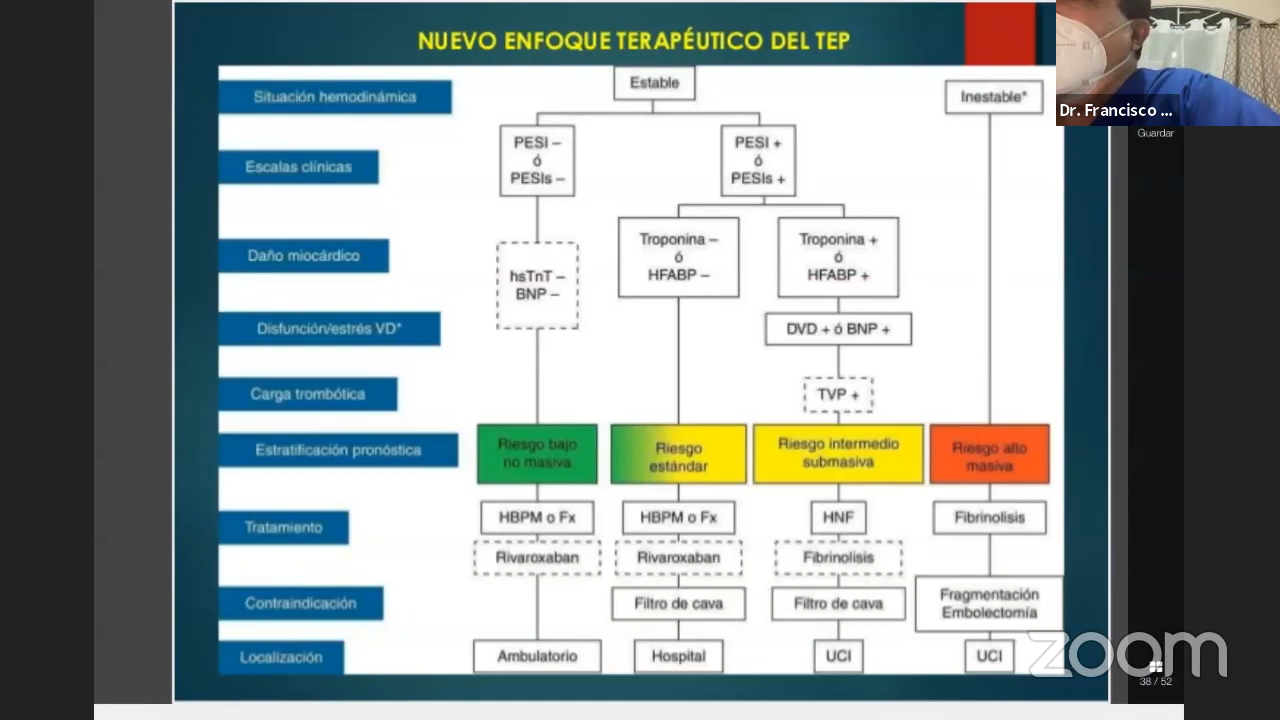 NUEVO ENFOQUE TERAPÉUTICO DEL TEP
Dr. Francisco ...
Guardar
Situación hemodinámica
Estable
Inestable*
Escalas clínicas
PESI –
ó
PESIs –
PESI +
ó
PESIs +
Daño miocárdico
hsTnT –
BNP –
Troponina –
ó
HFABP –
Troponina +
ó
HFABP +
Disfunción/estrés VD*
DVD + ó BNP +
Carga trombótica
TVP +
Estratificación pronóstica
Riesgo bajo
no masiva
Riesgo
estándar
Riesgo intermedio
submasiva
Riesgo alto
masiva
Tratamiento
HBPM o Fx
HBPM o Fx
HNF
Fibrinolisis
Rivaroxaban
Rivaroxaban
Fibrinolisis
Contraindicación
Filtro de cava
Filtro de cava
Fragmentación
Embolectomía
Localización
Ambulatorio
Hospital
UCI
UCI
zoom
38 / 52